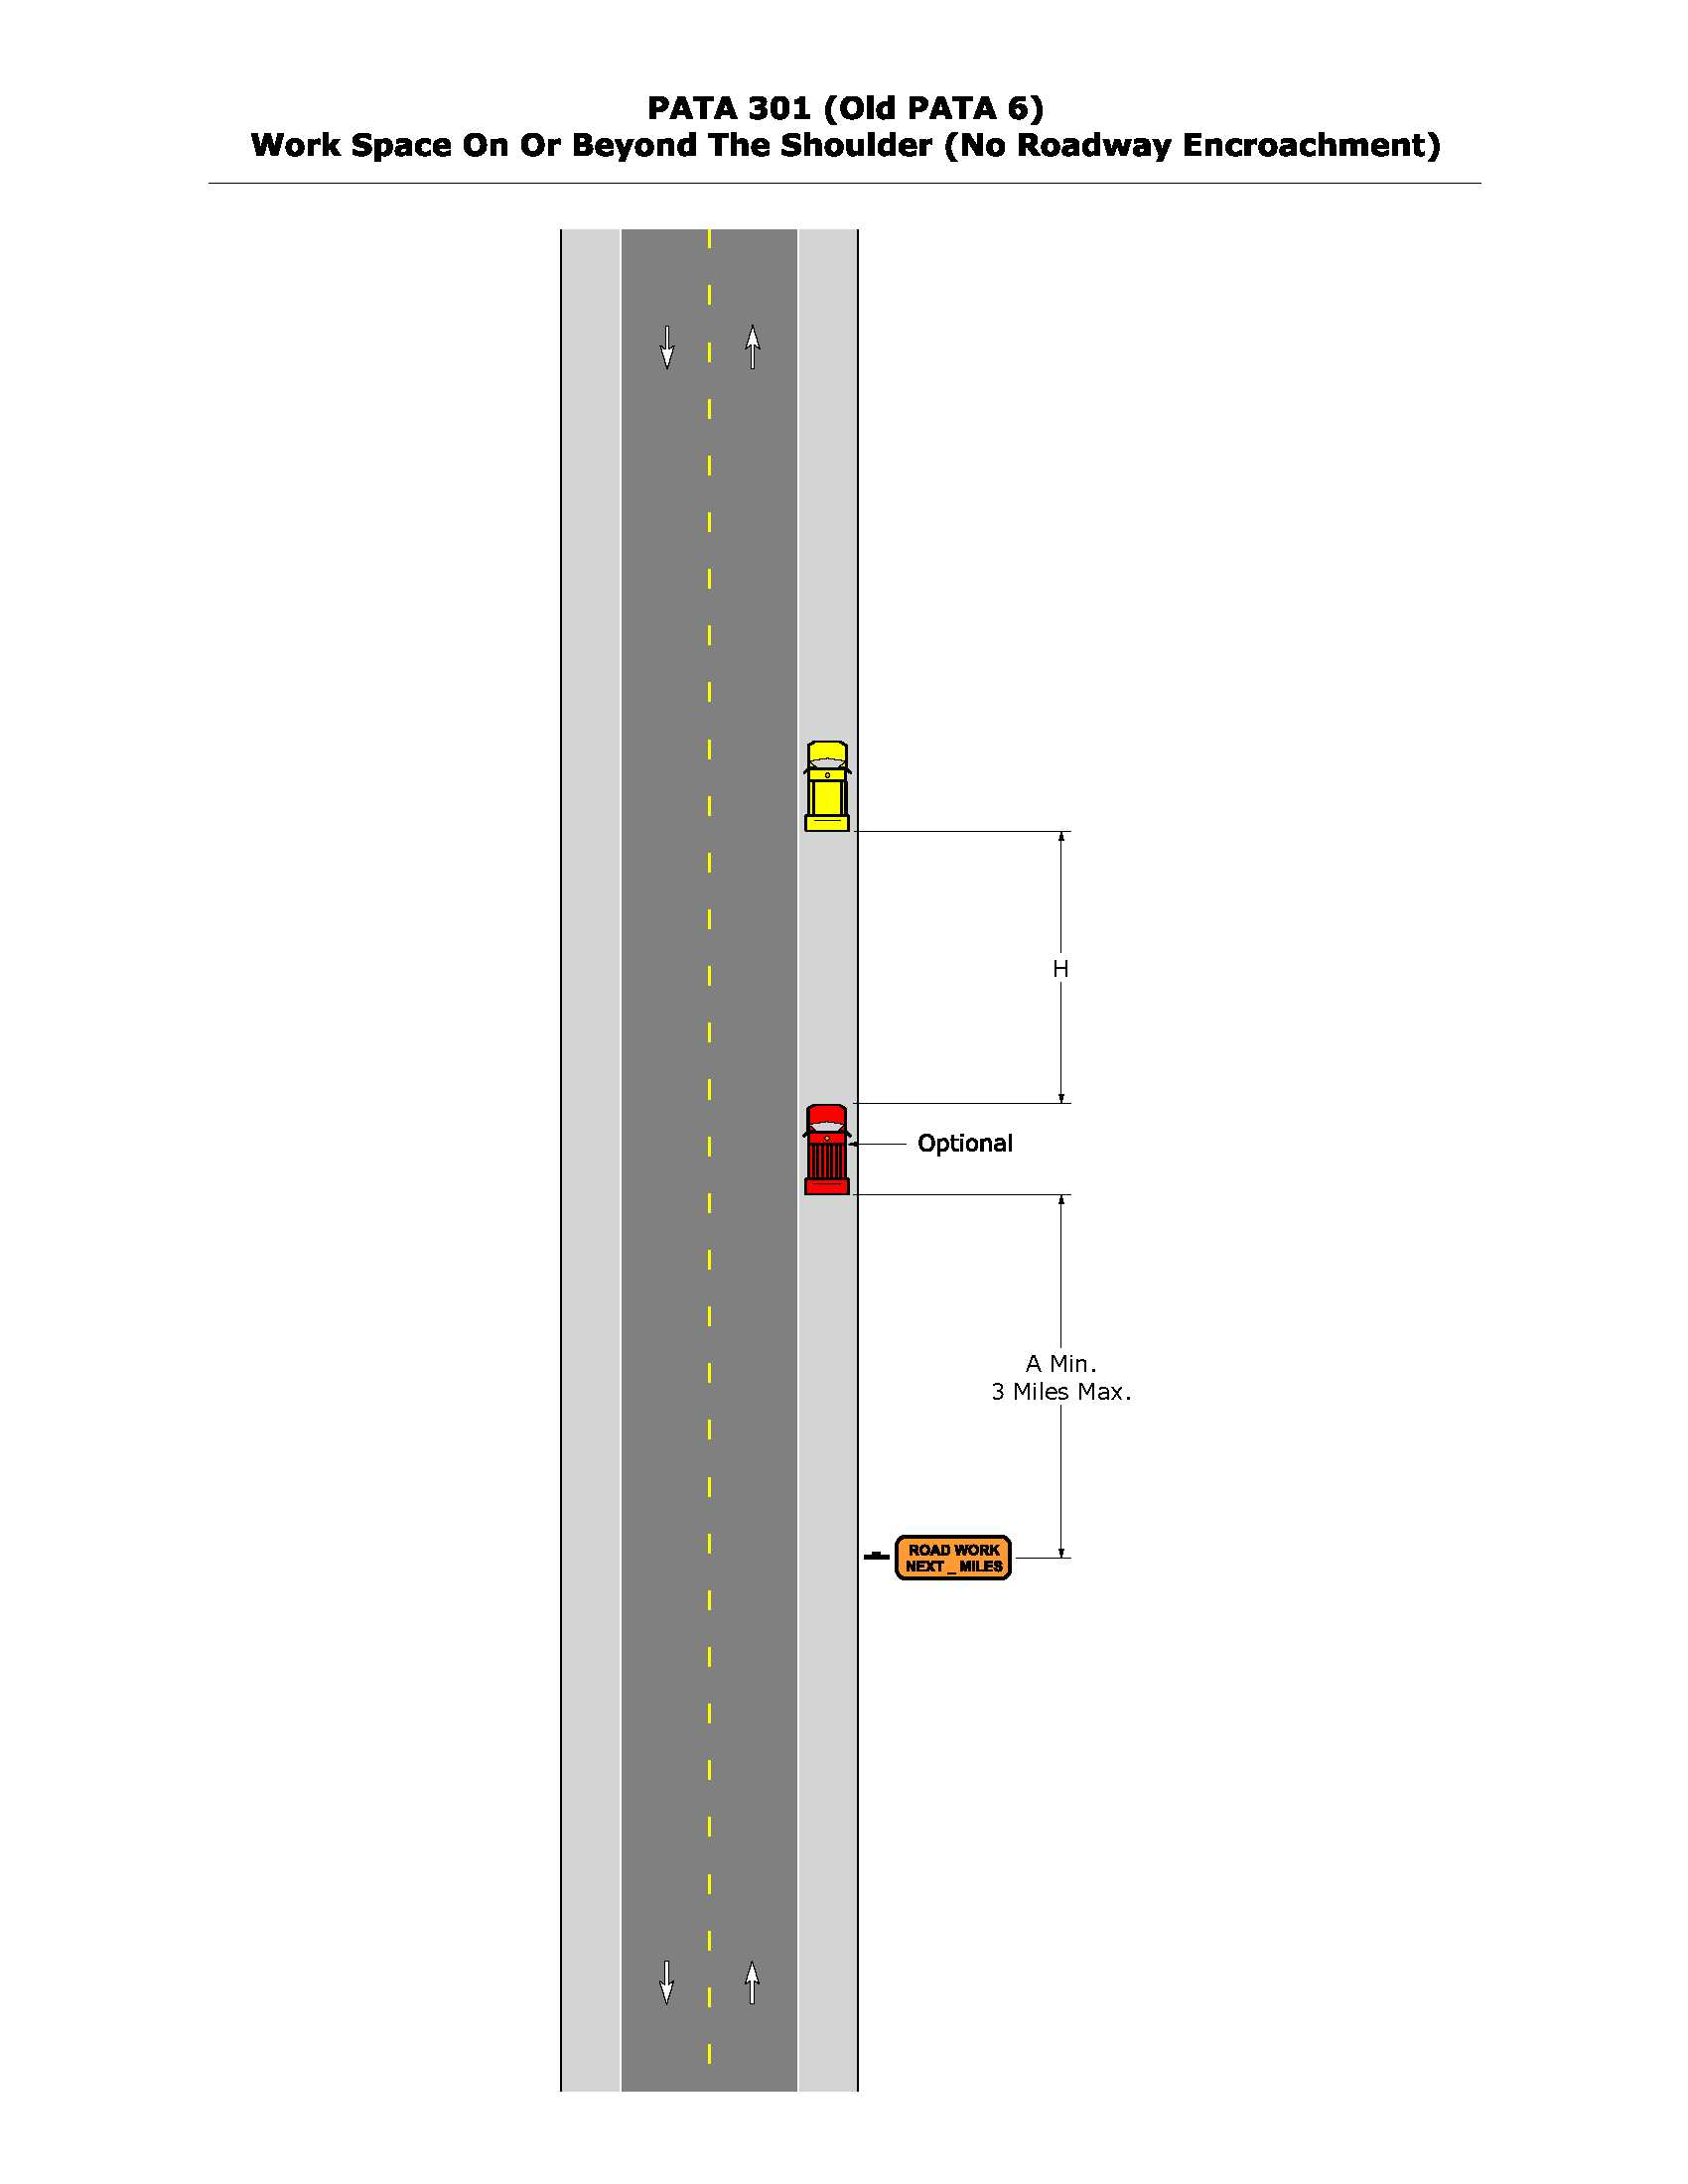 PATA 301 (Old PATA 6)
Work Space On Or Beyond The Shoulder (No Roadway Encroachment)
H
Optional
A Min.
3 Miles Max.
ROAD WORK
NEXT _ MILES